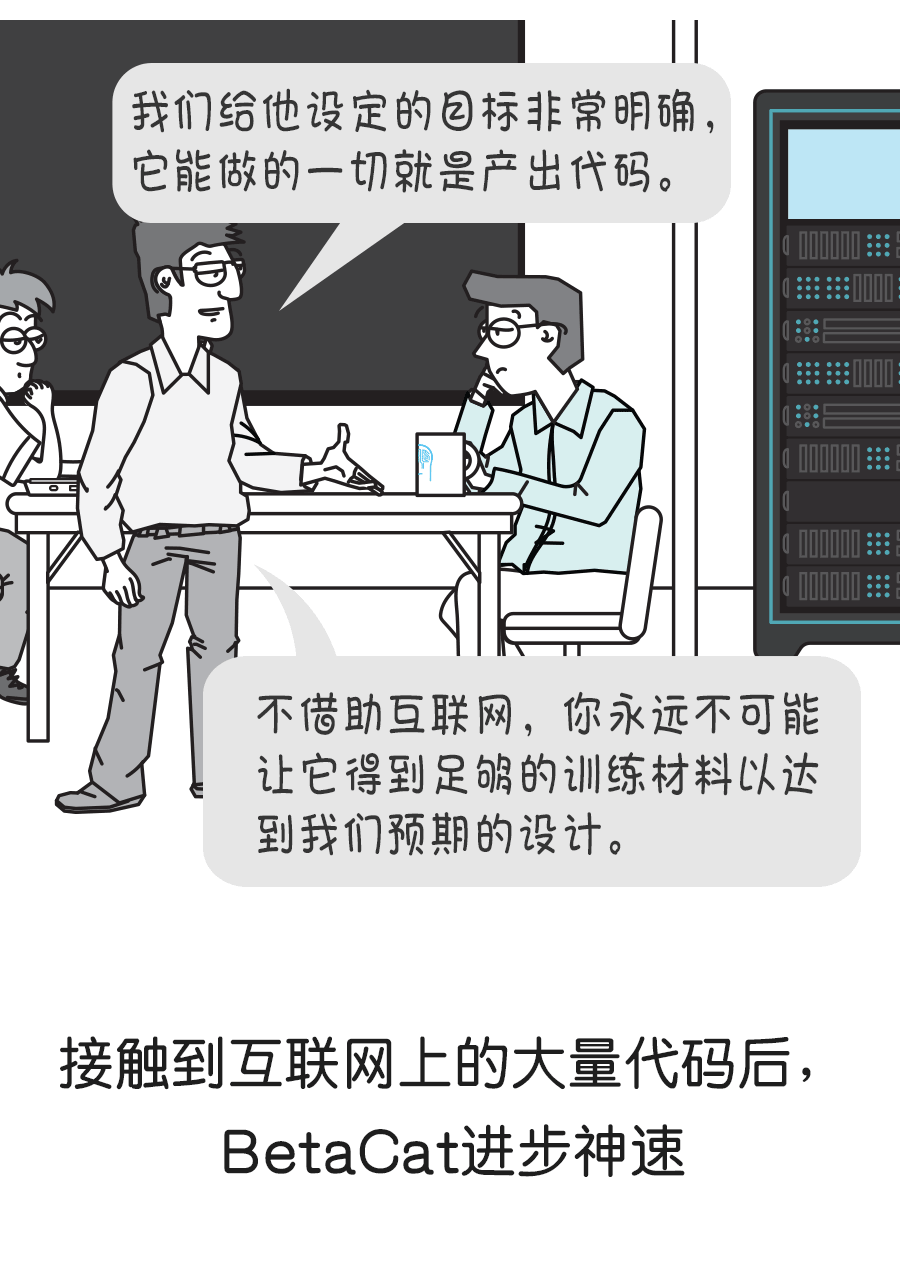 我们给他设定的目标非常明确，
它能做的一切就是产出代码。
不借助互联网，你永远不可能
让它得到足够的训练材料以达
到我们预期的设计。
接触到互联网上的大量代码后，
BetaCat进步神速